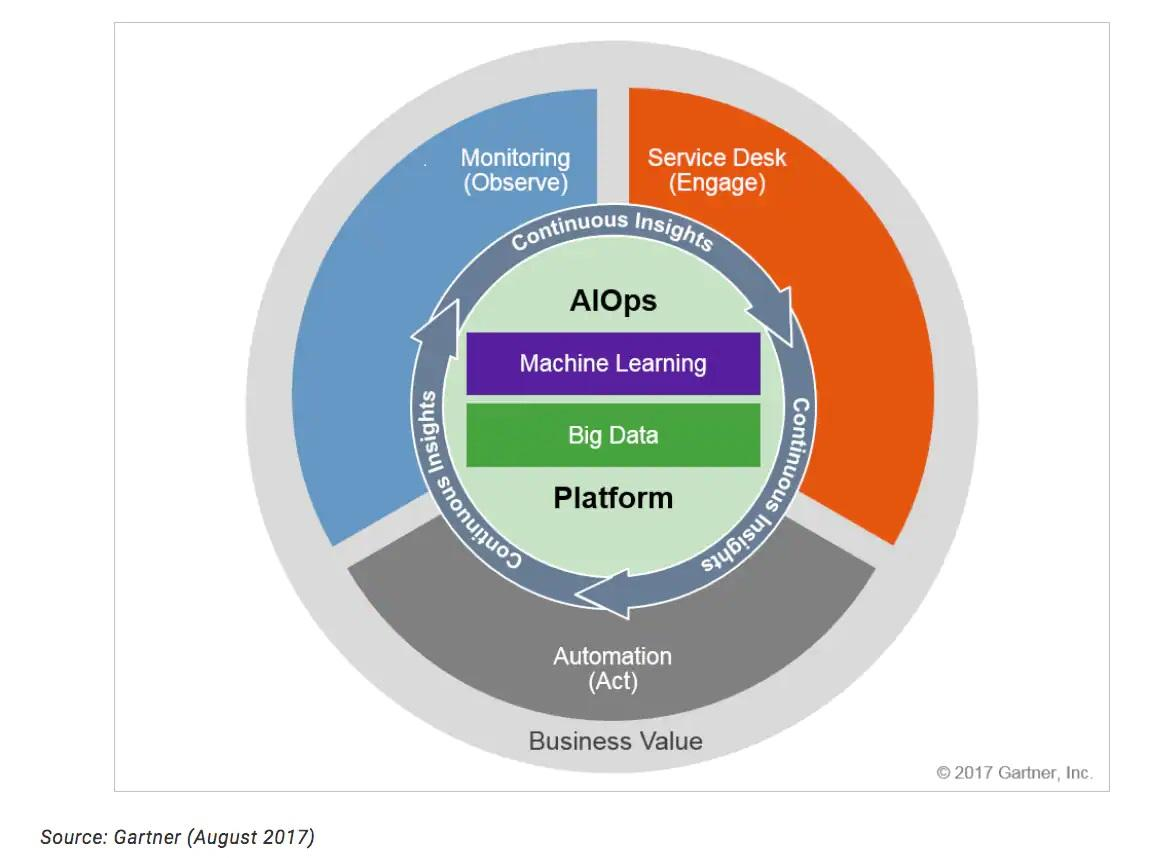 Monitoring
(Observe)
Service Desk
(Engage)
Continuous Insights
AIOps
Machine Learning
Big Data
Platform
Continuous Insights
Continuous Insights
Automation
(Act)
Business Value
© 2017 Gartner, Inc.
Source: Gartner (August 2017)